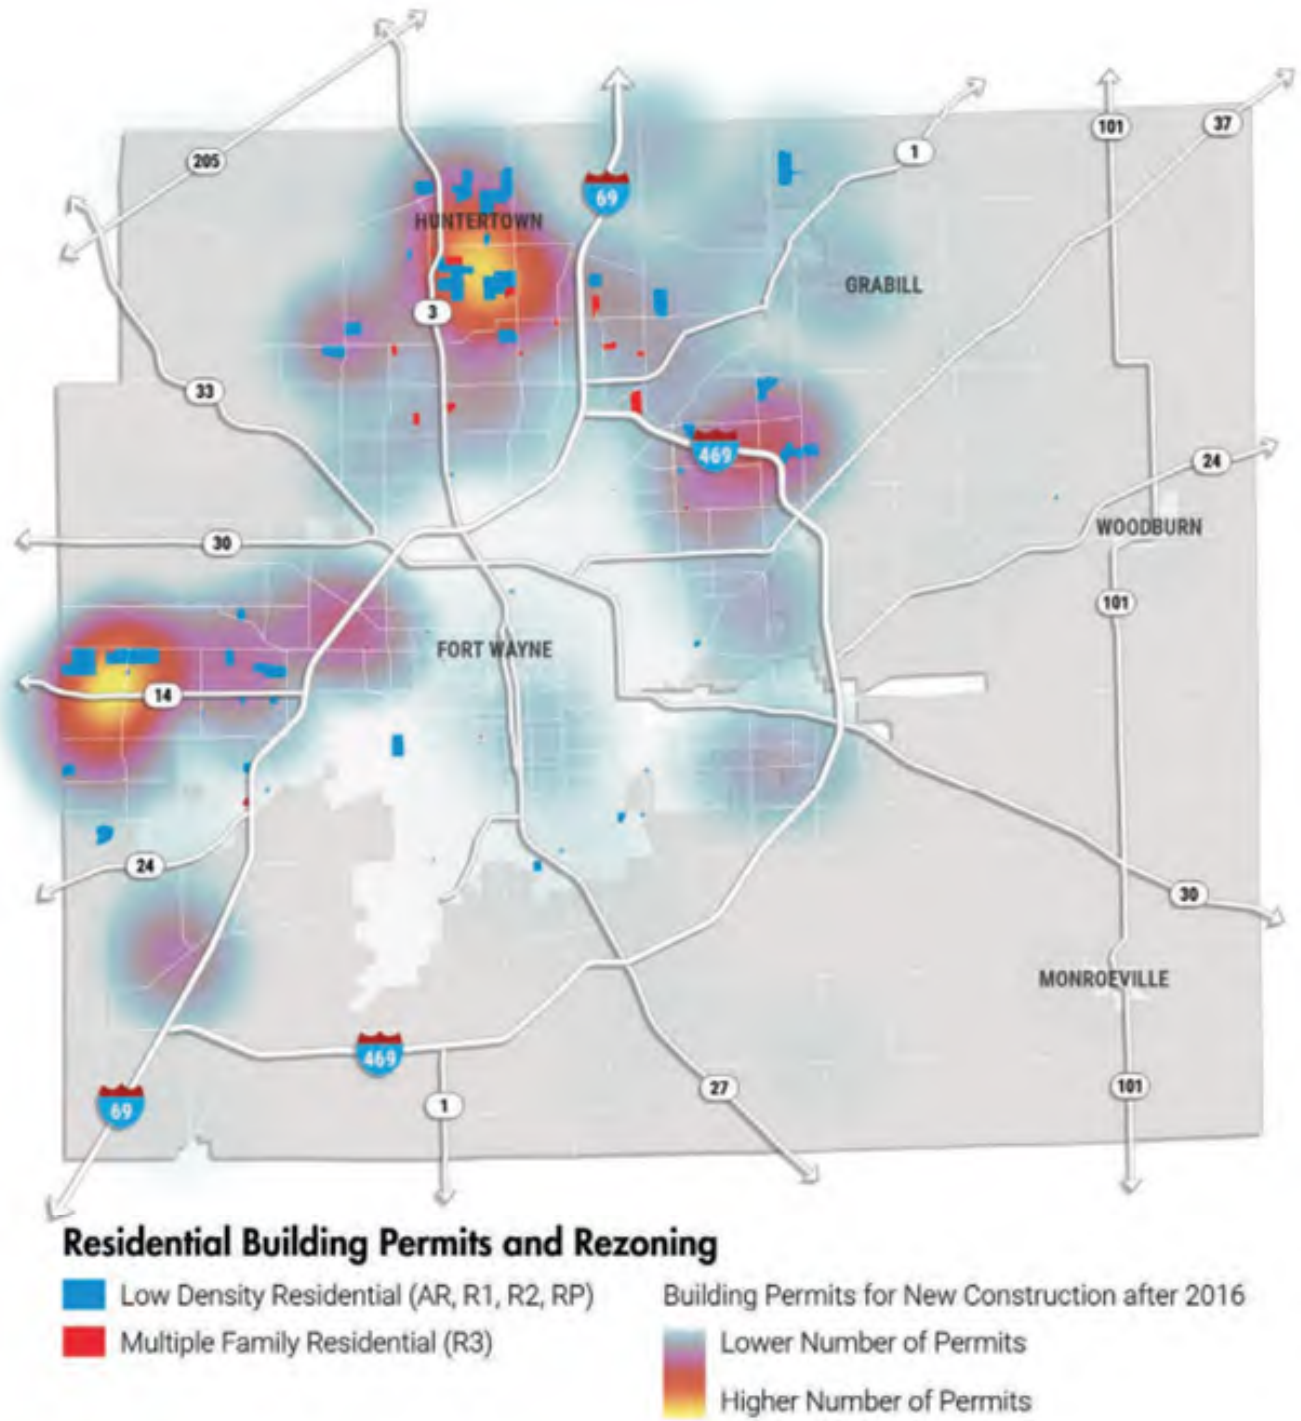 205
69
1
101
37
HUNTERTOWN
GRABILL
3
33
469
24
WOODBURN
30
101
FORT WAYNE
14
24
30
MONROEVILLE
469
27
101
69
1
Residential Building Permits and Rezoning
Low Density Residential (AR, R1, R2, RP)
Multiple Family Residential (R3)
Building Permits for New Construction after 2016
Lower Number of Permits
Higher Number of Permits